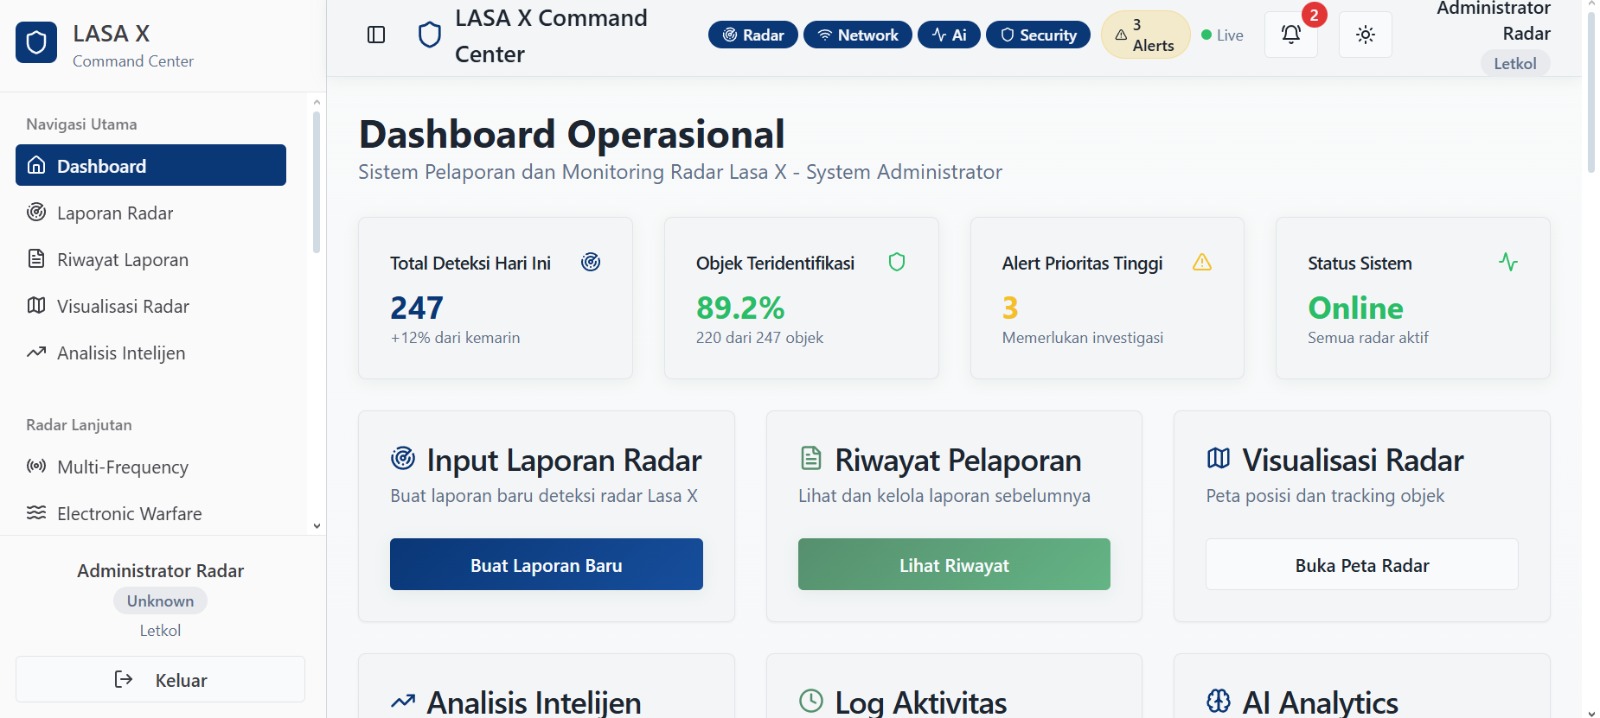 LASA X
Command Center
Navigasi Utama
Dashboard
Laporan Radar
Riwayat Laporan
Visualisasi Radar
Analisis Intelijen
Radar Lanjutan
Multi-Frequency
Electronic Warfare
Administrator Radar
Unknown
Letkol
Keluar
LASA X Command
Center
Radar
Network
Ai
Security
3
Alerts
Live
2
Administrator
Radar
Letkol
Dashboard Operasional
Sistem Pelaporan dan Monitoring Radar Lasa X - System Administrator
Total Deteksi Hari Ini
247
+12% dari kemarin
Objek Teridentifikasi
89.2%
220 dari 247 objek
Alert Prioritas Tinggi
3
Memerlukan investigasi
Status Sistem
Online
Semua radar aktif
Input Laporan Radar
Buat laporan baru deteksi radar Lasa X
Buat Laporan Baru
Riwayat Pelaporan
Lihat dan kelola laporan sebelumnya
Lihat Riwayat
Visualisasi Radar
Peta posisi dan tracking objek
Buka Peta Radar
Analisis Intelijen
Log Aktivitas
AI Analytics